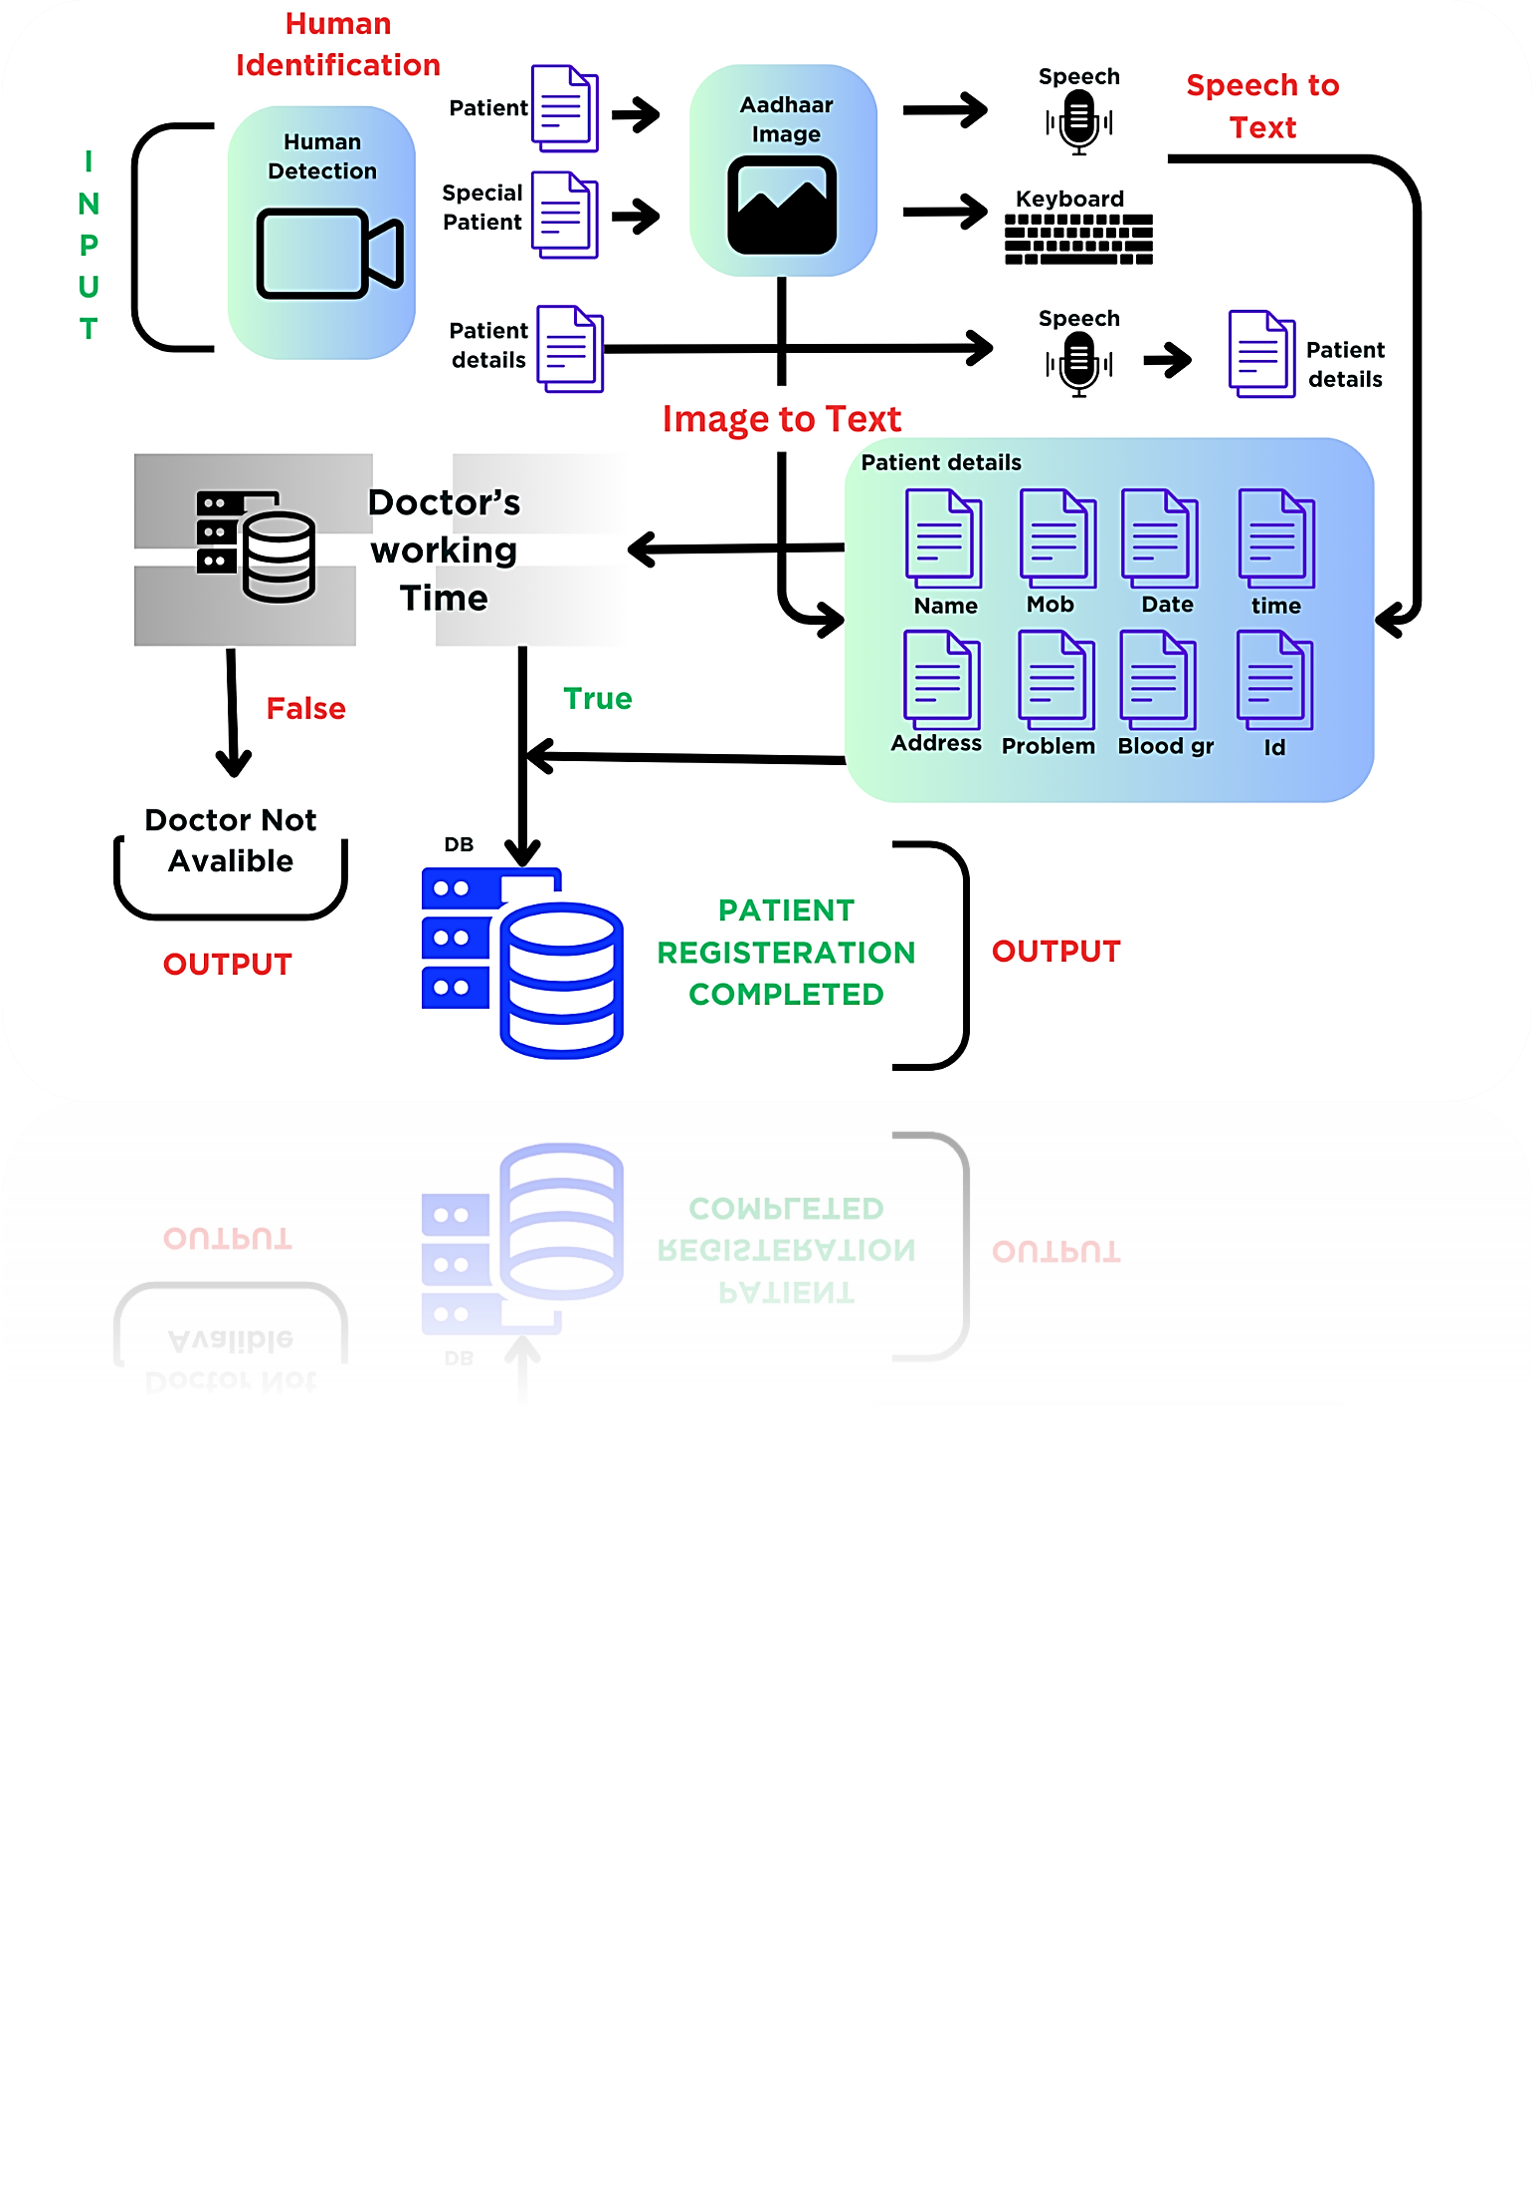 Human
Identification
INPUT
Human
Detection
Patient
Special
Patient
Patient
details
Aadhaar
Image
Speech
Keyboard
Speech to
Text
Speech
Patient
details
Image to Text
Patient details
Name
Mob
Date
time
Address
Problem
Blood gr
Id
Doctor's
working
Time
False
True
Doctor Not
Avalible
OUTPUT
DB
PATIENT
REGISTERATION
COMPLETED
OUTPUT